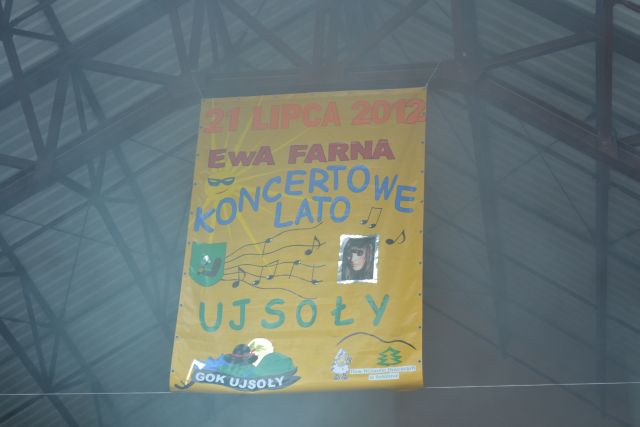 21 LIPCA 2012
EWA FARNA
KONCERTOWE
LATO
UJSOŁY
GOK UJSOŁY